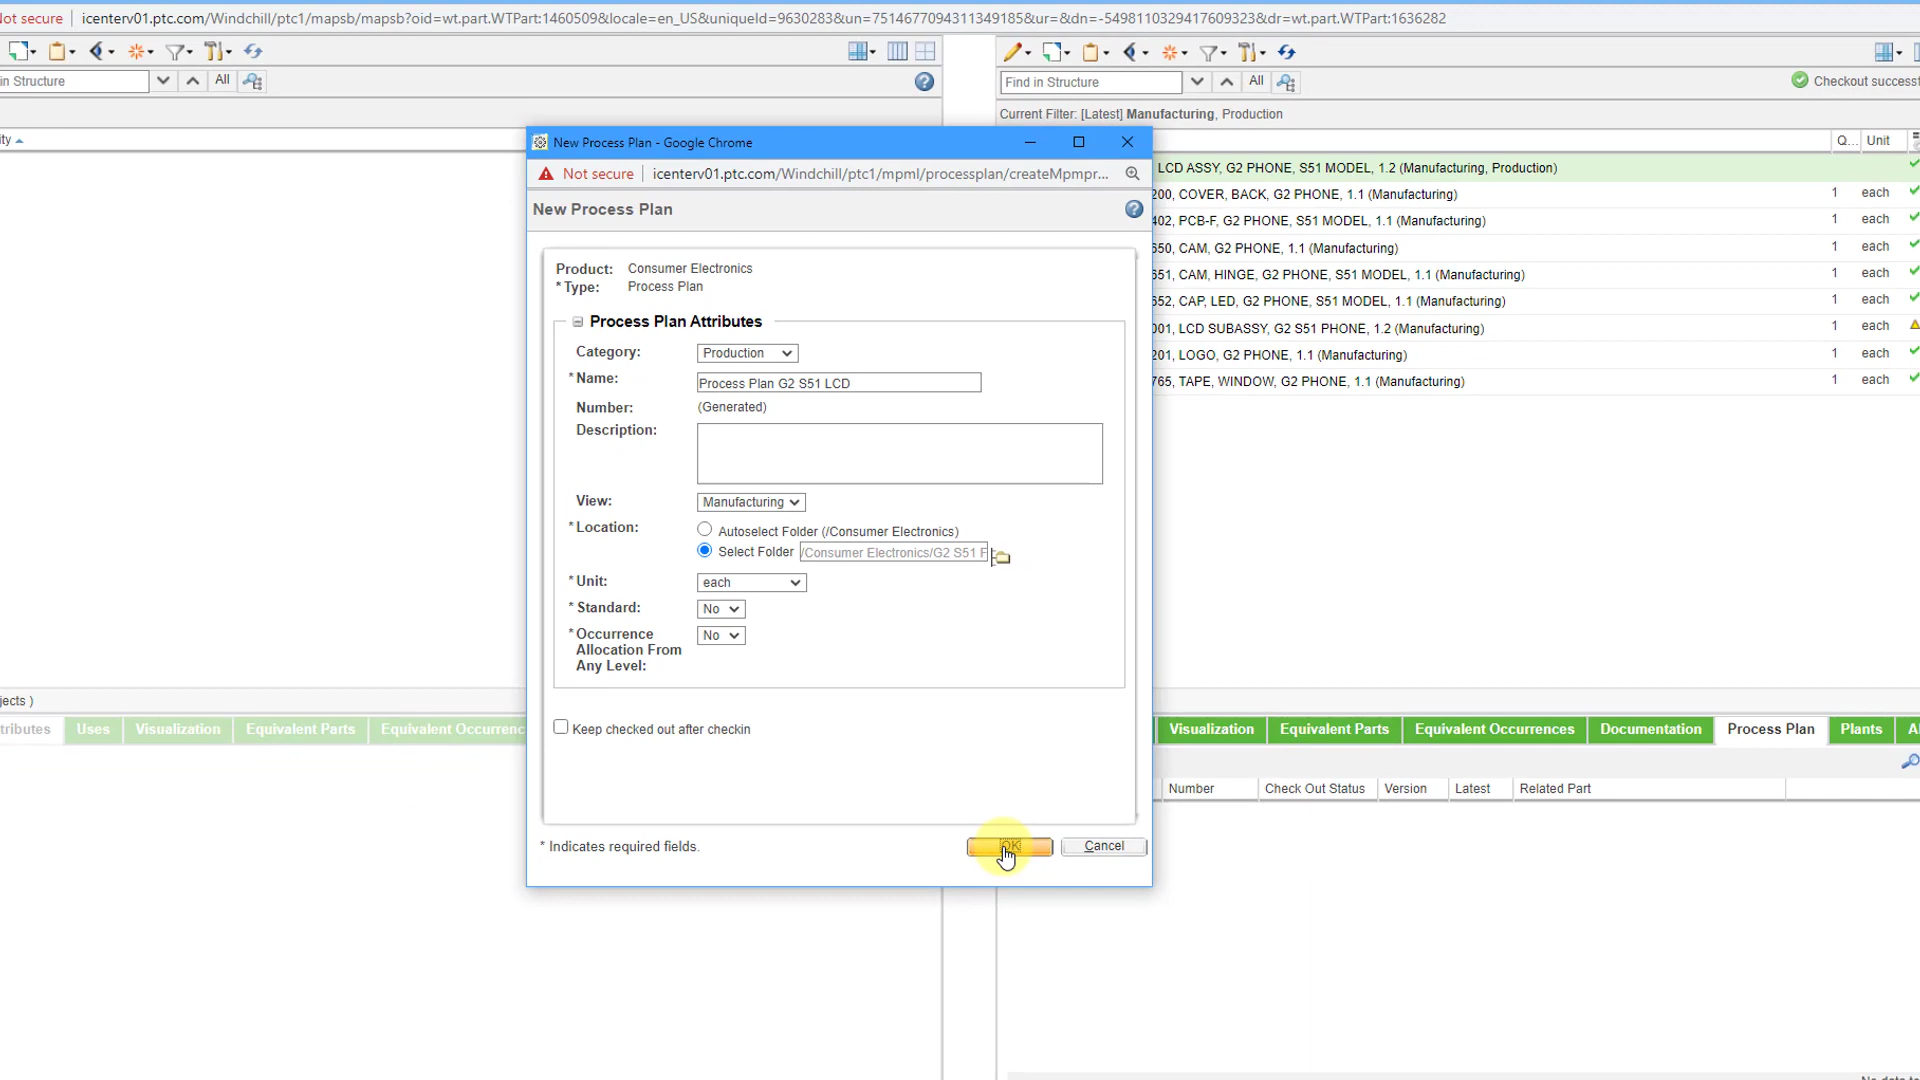 ot secure
icenterv01.ptc.com/Windchill/ptc1/mapsb/mapsb?oid=wt.part.WTPart:1460509&locale=en_US&uniqueId=9630283&un=7514677094311349185&ur=&dn=-5498110329417609323&dr=wt.part.WTPart:1636282
in Structure
All
Find in Structure
All
Checkout successf
Current Filter: [Latest] Manufacturing, Production
ity
Q...
Unit
LCD ASSY, G2 PHONE, S51 MODEL, 1.2 (Manufacturing, Production)
200, COVER, BACK, G2 PHONE, 1.1 (Manufacturing) 1 each
402, PCB-F, G2 PHONE, S51 MODEL, 1.1 (Manufacturing) 1 each
650, CAM, G2 PHONE, 1.1 (Manufacturing) 1 each
651, CAM, HINGE, G2 PHONE, S51 MODEL, 1.1 (Manufacturing) 1 each
652, CAP, LED, G2 PHONE, S51 MODEL, 1.1 (Manufacturing) 1 each
001, LCD SUBASSY, G2 S51 PHONE, 1.2 (Manufacturing) 1 each
201, LOGO, G2 PHONE, 1.1 (Manufacturing) 1 each
765, TAPE, WINDOW, G2 PHONE, 1.1 (Manufacturing) 1 each
New Process Plan - Google Chrome
Not secure
icenterv01.ptc.com/Windchill/ptc1/mpml/processplan/createMpmpr...
New Process Plan
Product: Consumer Electronics
* Type: Process Plan
Process Plan Attributes
Category: Production
* Name: Process Plan G2 S51 LCD
Number: (Generated)
Description:
View: Manufacturing
* Location: Autoselect Folder (/Consumer Electronics)
Select Folder /Consumer Electronics/G2 S51 F
* Unit: each
* Standard: No
* Occurrence Allocation From Any Level: No
Keep checked out after checkin
* Indicates required fields.
OK
Cancel
jects )
tributes
Uses
Visualization
Equivalent Parts
Equivalent Occurrenc
Visualization
Equivalent Parts
Equivalent Occurrences
Documentation
Process Plan
Plants
Number
Check Out Status
Version
Latest
Related Part